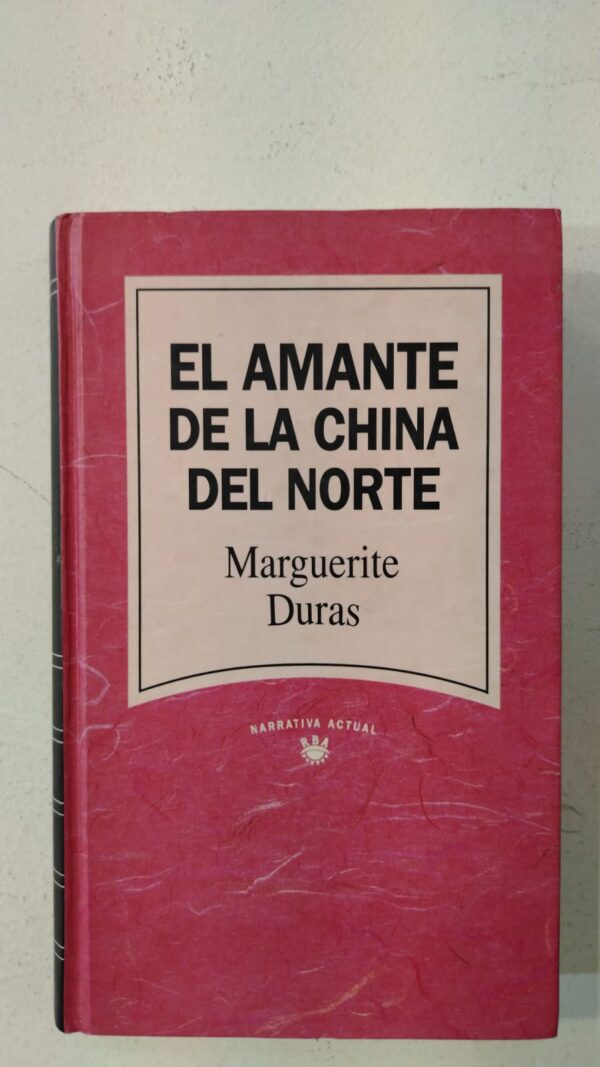 EL AMANTE
DE LA CHINA
DEL NORTE
Marguerite
Duras
NARRATIVA ACTUAL
RBA